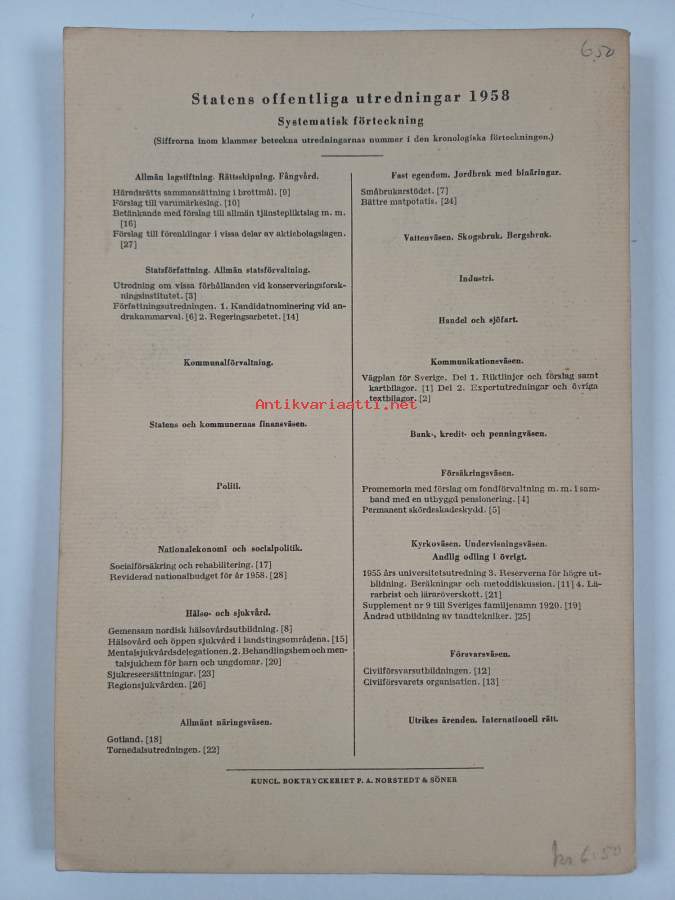 6.50
Statens offentliga utredningar 1958
Systematisk förteckning
(Siffrorna inom klammer beteckna utredningarnas nummer i den kronologiska förteckningen.)
Allmän lagstiftning. Rättsskipning. Fångvård.
Häradsrätts sammansättning i brottmål. [9]
Förslag till varumärkeslag. [10]
Betänkande med förslag till allmän tjänstepliktslag m. m.
[16]
Förslag till förenklingar i vissa delar av aktiebolagslagen.
[27]
Statsförfattning. Allmän statsförvaltning.
Utredning om vissa förhållanden vid konserveringsforsk-
ningsinstitutet. [3]
Författningsutredningen. 1. Kandidatnominering vid an-
drakammarval. [6] 2. Regeringsarbetet. [14]
Kommunalförvaltning.
Statens och kommunernas finansväsen.
Politi.
Nationalekonomi och socialpolitik.
Socialförsäkring och rehabilitering. [17]
Reviderad nationalbudget för år 1958. [28]
Hälso- och sjukvård.
Gemensam nordisk hälsovårdsutbildning. [8]
Hälsovård och öppen sjukvård i landstingsområdena. [15]
Mentalsjukvårdsdelegationen. 2. Behandlingshem och men-
talsjukhem för barn och ungdomar. [20]
Sjukreseersättningar. [23]
Regionsjukvården. [26]
Allmänt näringsväsen.
Gotland. [18]
Tornedalsutredningen. [22]
Fast egendom. Jordbruk med binäringar.
Småbrukarstödet. [7]
Bättre matpotatis. [24]
Vattenväsen. Skogsbruk. Bergsbruk.
Industri.
Handel och sjöfart.
Kommunikationsväsen.
Vägplan för Sverige. Del 1. Riktlinjer och förslag samt
kartbilagor. [1] Del 2. Expertutredningar och övriga
textbilagor. [2]
Antikvariaatti.net
Bank-, kredit- och penningväsen.
Försäkringsväsen.
Promemoria med förslag om fondförvaltning m. m. i sam-
band med en utbyggd pensionering. [4]
Permanent skördeskadeskydd. [5]
Kyrkoväsen. Undervisningsväsen.
Andlig odling i övrigt.
1955 års universitetsutredning 3. Reserverna för högre ut-
bildning. Beräkningar och metoddiskussion. [11] 4. Lä-
rarbrist och läraröverskott. [21]
Supplement nr 9 till Sveriges familjenamn 1920. [19]
Ändrad utbildning av tandtekniker. ]25]
Försvarsväsen.
Civilförsvarsutbildningen. [12]
Civilförsvarets organisation. [13]
Utrikes ärenden. Internationell rätt.
KUNGL. BOKTRYCKERIET P. A. NORSTEDT & SÖNER
kr 6.50